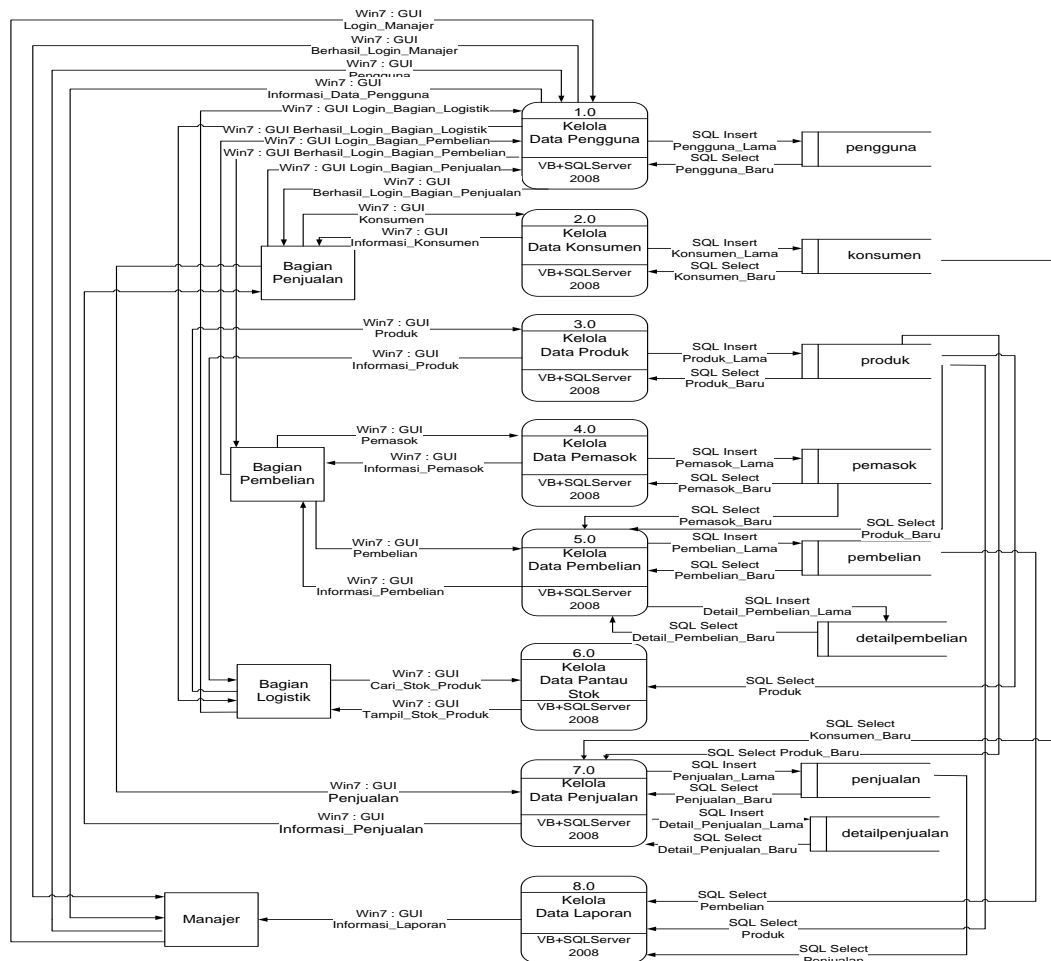 Win7 : GUI
Login_Manajer
Win7 : GUI
Berhasil_Login_Manajer
Win7 : GUI
Pengguna
Win7 : GUI
Informasi_Data_Pengguna
Win7 : GUI Login_Bagian_Logistik
Win7 : GUI Berhasil_Login_Bagian_Logistik
Win7 : GUI Login_Bagian_Pembelian
Win7 : GUI Berhasil_Login_Bagian_Pembelian
Win7 : GUI Login_Bagian_Penjualan
Win7 : GUI
Berhasil_Login_Bagian_Penjualan
1.0
Kelola
Data Pengguna
VB+SQLServer
2008
SQL Insert
Pengguna_Lama
SQL Select
Pengguna_Baru
pengguna
Win7 : GUI
Konsumen
Win7 : GUI
Informasi_Konsumen
Bagian
Penjualan
2.0
Kelola
Data Konsumen
VB+SQLServer
2008
SQL Insert
Konsumen_Lama
SQL Select
Konsumen_Baru
konsumen
Win7 : GUI
Produk
Win7 : GUI
Informasi_Produk
3.0
Kelola
Data Produk
VB+SQLServer
2008
SQL Insert
Produk_Lama
SQL Select
Produk_Baru
produk
Win7 : GUI
Pemasok
Win7 : GUI
Informasi_Pemasok
Bagian
Pembelian
4.0
Kelola
Data Pemasok
VB+SQLServer
2008
SQL Insert
Pemasok_Lama
SQL Select
Pemasok_Baru
pemasok
SQL Select
Pemasok_Baru
SQL Select
Produk_Baru
Win7 : GUI
Pembelian
Win7 : GUI
Informasi_Pembelian
5.0
Kelola
Data Pembelian
VB+SQLServer
2008
SQL Insert
Pembelian_Lama
SQL Select
Pembelian_Baru
pembelian
SQL Insert
Detail_Pembelian_Lama
SQL Select
Detail_Pembelian_Baru
detailpembelian
Bagian
Logistik
Win7 : GUI
Cari_Stok_Produk
Win7 : GUI
Tampil_Stok_Produk
6.0
Kelola
Data Pantau
Stok
VB+SQLServer
2008
SQL Select
Produk
SQL Select
Konsumen_Baru
SQL Select Produk_Baru
Win7 : GUI
Penjualan
Win7 : GUI
Informasi_Penjualan
7.0
Kelola
Data Penjualan
VB+SQLServer
2008
SQL Insert
Penjualan_Lama
SQL Select
Penjualan_Baru
penjualan
SQL Insert
Detail_Penjualan_Lama
SQL Select
Detail_Penjualan_Baru
detailpenjualan
Manajer
Win7 : GUI
Informasi_Laporan
8.0
Kelola
Data Laporan
VB+SQLServer
2008
SQL Select
Pembelian
SQL Select
Produk
SQL Select
Penjualan